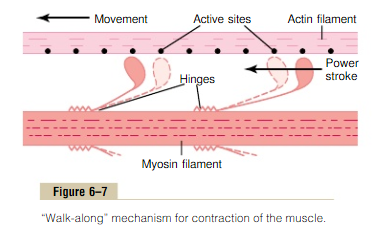 Movement
Active sites
Actin filament
Power
stroke
Hinges
Myosin filament
Figure 6–7
“Walk-along” mechanism for contraction of the muscle.